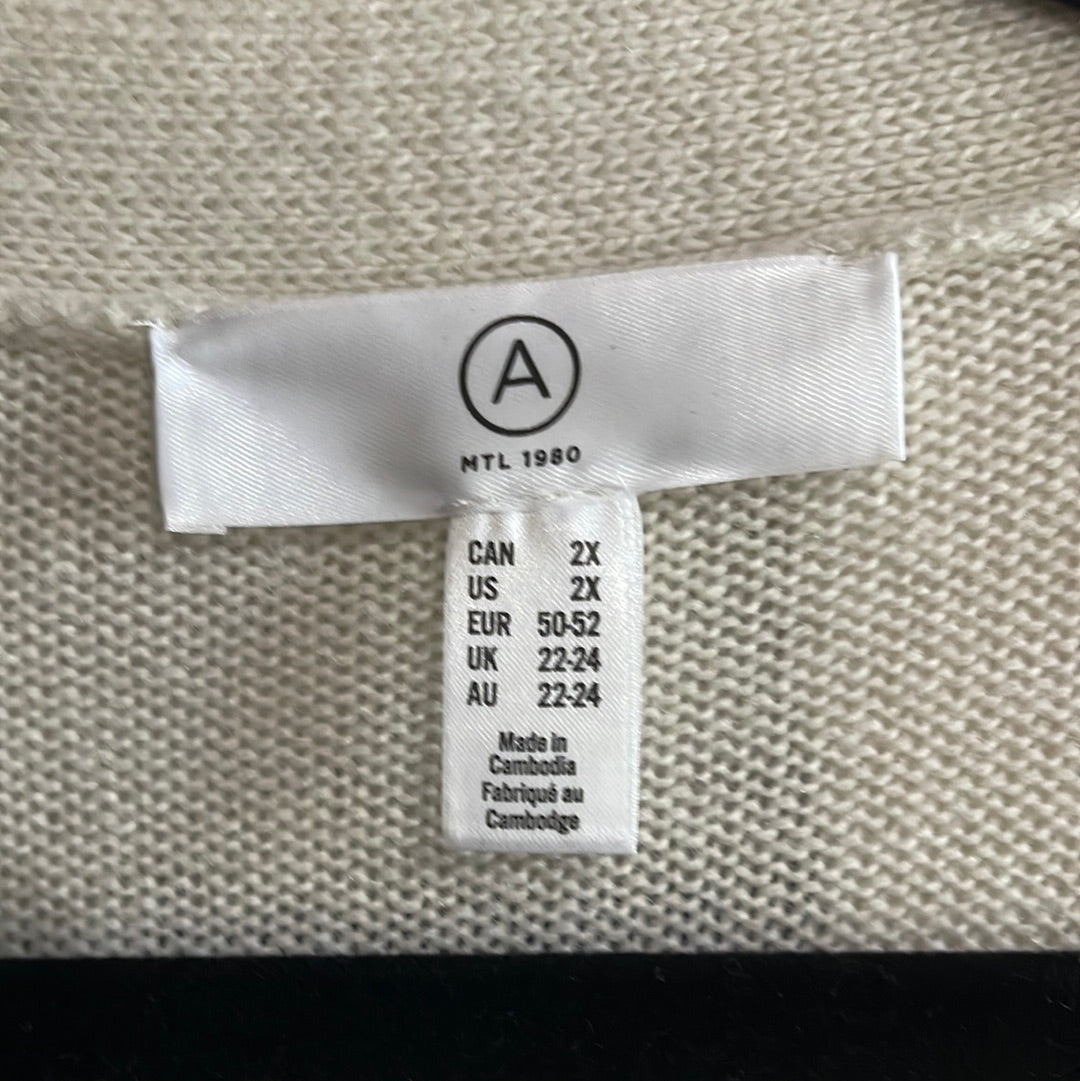 A
MTL 1980
CAN 2X
US 2X
EUR 50-52
UK 22-24
AU 22-24
Made in
Cambodia
Fabriqué au
Cambodge